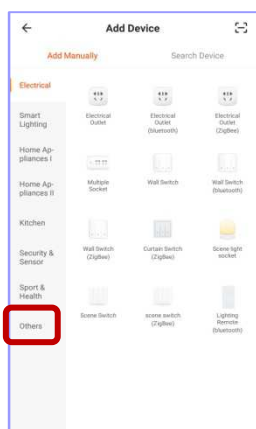 Add Device
Add Manually
Search Device
Electrical
Smart
Lighting
Home Ap-
pliances I
Home Ap-
pliances II
Kitchen
Security &
Sensor
Sport &
Health
Others
Electrical
Outlet
Electrical
Outlet
(bluetooth)
Electrical
Outlet
(ZigBee)
Multiple
Socket
Wall Switch
Wall Switch
(bluetooth)
Wall Switch
(ZigBee)
Curtain Switch
(ZigBee)
Scene light
socket
Scene Switch
scene switch
(ZigBee)
Lighting
Remote
(bluetooth)